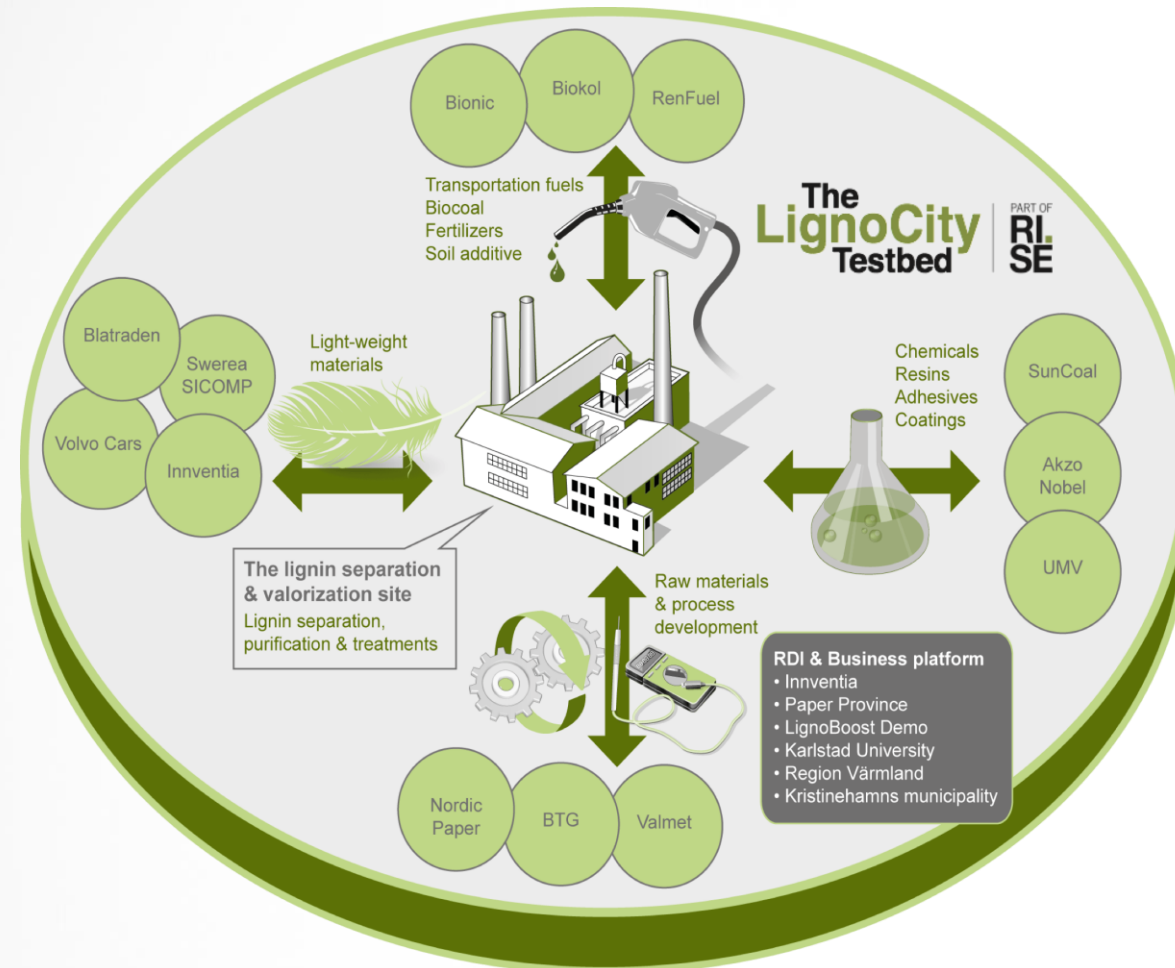 Bionic
Biokol
RenFuel
Transportation fuels
Biocoal
Fertilizers
Soil additive
The
LignoCity
Testbed
PART OF
RI.
SE
Blatraden
Swerea
SICOMP
Volvo Cars
Innventia
Light-weight
materials
Chemicals
Resins
Adhesives
Coatings
SunCoal
Akzo
Nobel
UMV
The lignin separation
& valorization site
Lignin separation,
purification & treatments
Raw materials
& process
development
RDI & Business platform
• Innventia
• Paper Province
• LignoBoost Demo
• Karlstad University
• Region Värmland
• Kristinehamns municipality
Nordic
Paper
BTG
Valmet